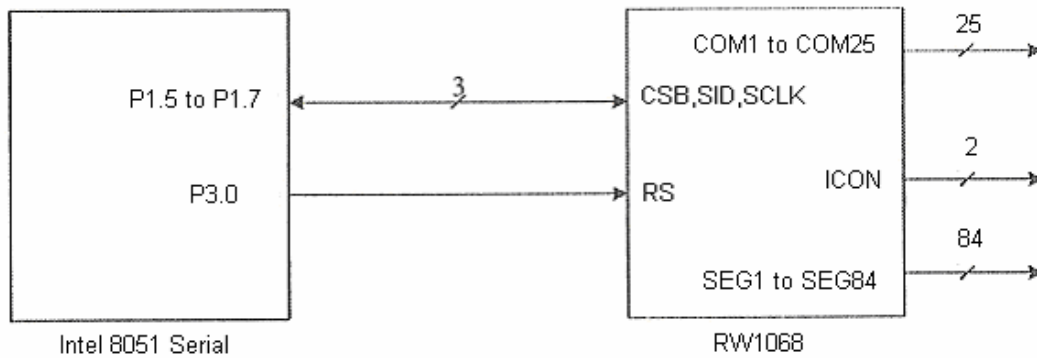 COM1 to COM25
25
P1.5 to P1.7
3
CSB,SID,SCLK
2
P3.0
RS
ICON
84
SEG1 to SEG84
Intel 8051 Serial
RW1068